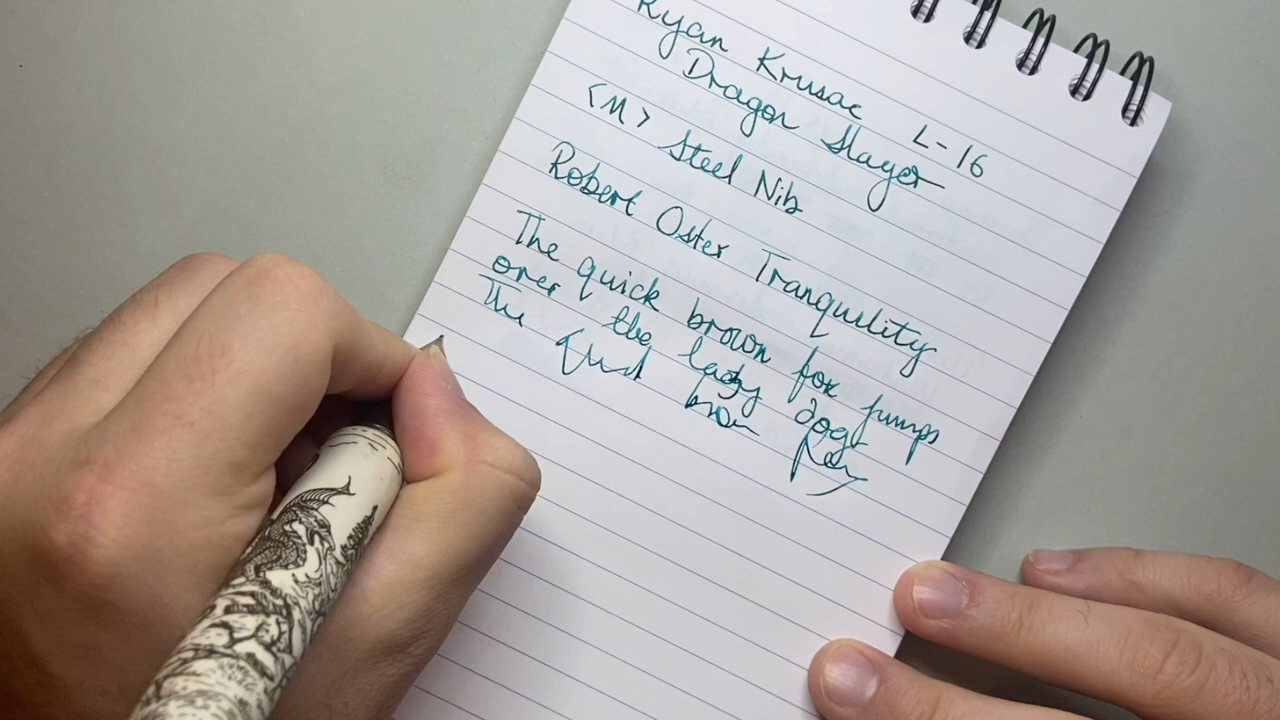 Ryan Krusac L-16
Dragon Slayer
<M> Steel Nib
Robert Oster Tranquility
The quick brown fox jumps
over the lazy dog
The